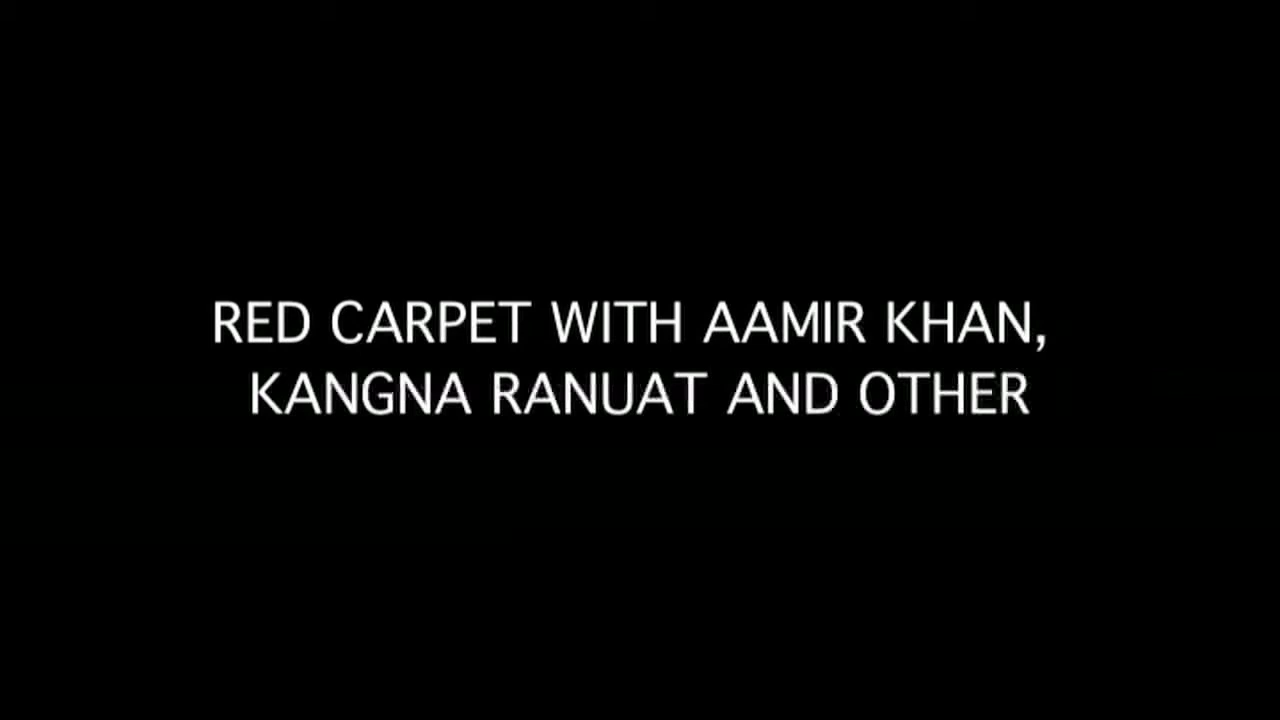 RED CARPET WITH AAMIR KHAN,
KANGNA RANUAT AND OTHER